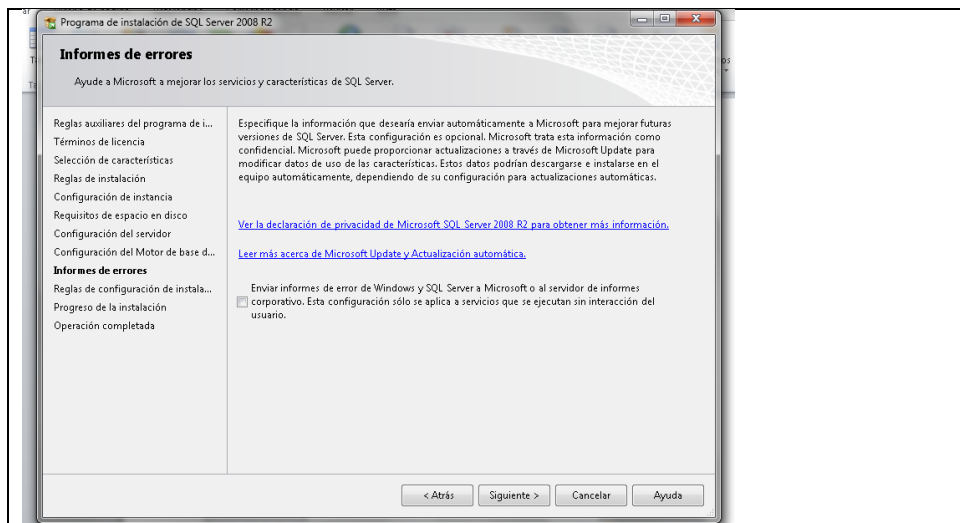 Programa de instalación de SQL Server 2008 R2
Informes de errores
Ayude a Microsoft a mejorar los servicios y características de SQL Server.
Reglas auxiliares del programa de i...
Términos de licencia
Selección de características
Reglas de instalación
Configuración de instancia
Requisitos de espacio en disco
Configuración del servidor
Configuración del Motor de base d...
Informes de errores
Reglas de configuración de instala...
Progreso de la instalación
Operación completada
Especifique la información que desearía enviar automáticamente a Microsoft para mejorar futuras
versiones de SQL Server. Esta configuración es opcional. Microsoft trata esta información como
confidencial. Microsoft puede proporcionar actualizaciones a través de Microsoft Update para
modificar datos de uso de las características. Estos datos podrían descargarse e instalarse en el
equipo automáticamente, dependiendo de su configuración para actualizaciones automáticas.
Ver la declaración de privacidad de Microsoft SQL Server 2008 R2 para obtener más información.
Leer más acerca de Microsoft Update y Actualización automática.
Enviar informes de error de Windows y SQL Server a Microsoft o al servidor de informes
corporativo. Esta configuración sólo se aplica a servicios que se ejecutan sin interacción del
usuario.
< Atrás
Siguiente >
Cancelar
Ayuda